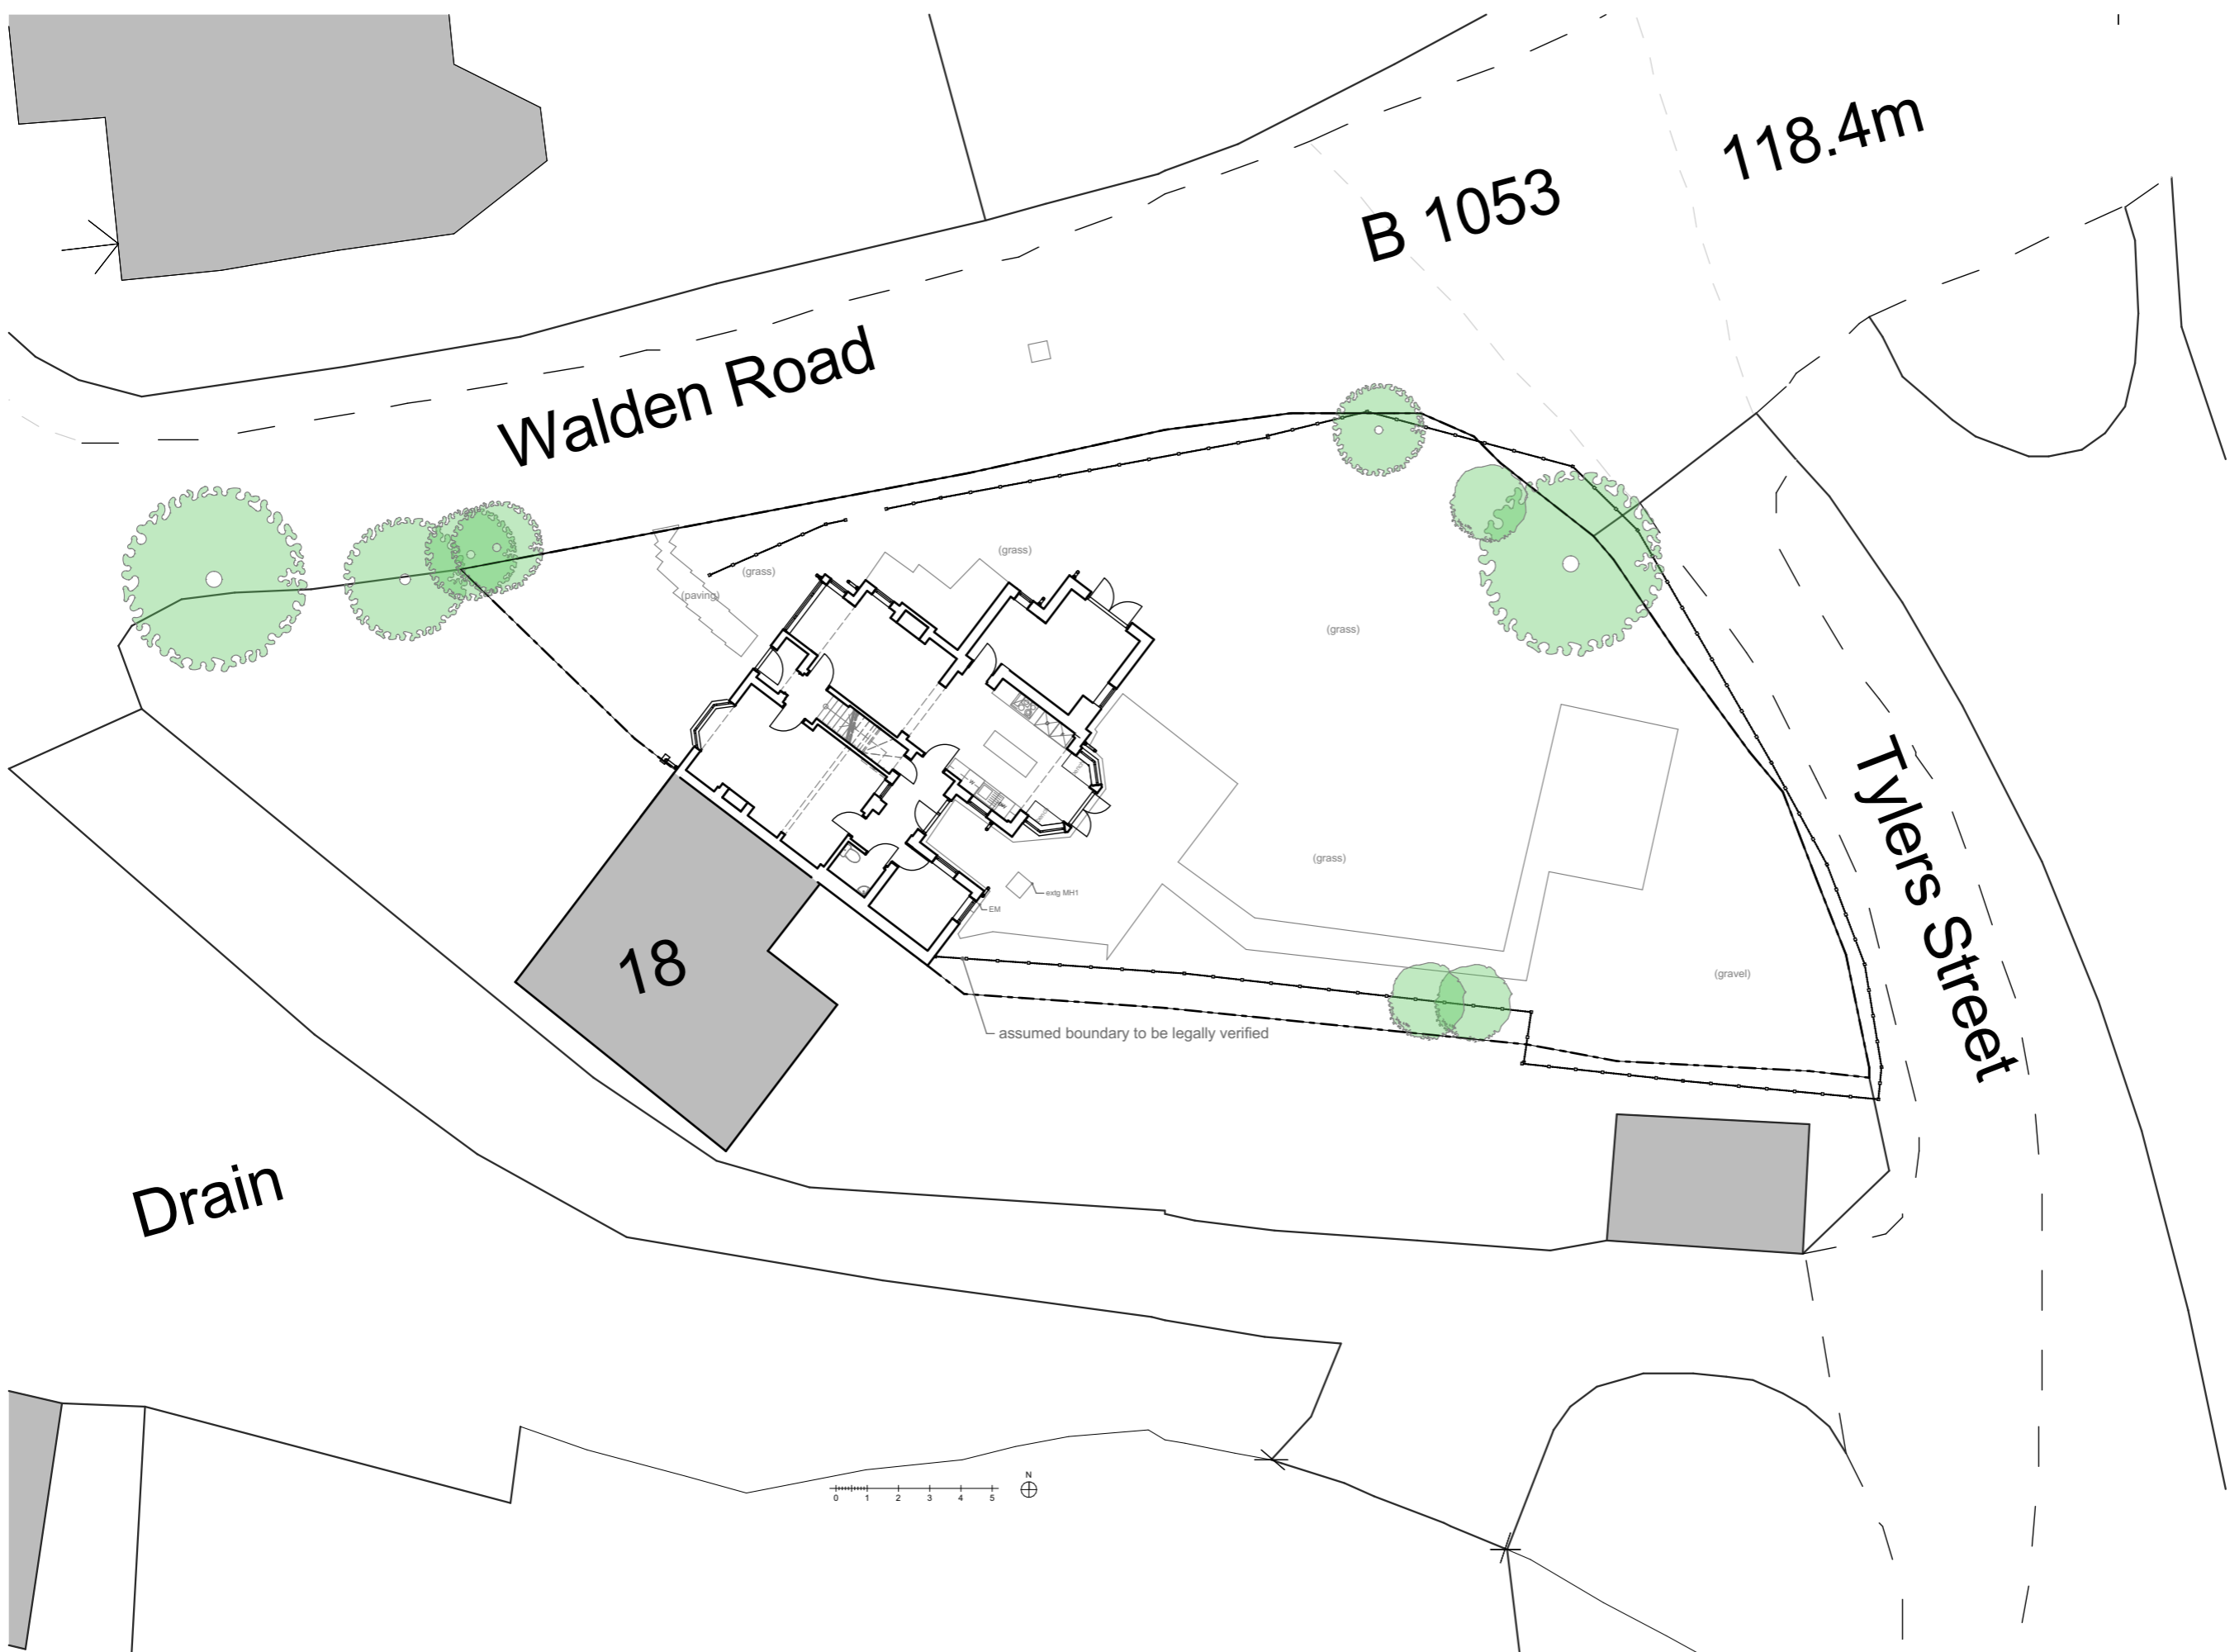 118.4m
B 1053
Walden Road
(grass)
(grass)
(paving)
(grass)
Tylers Street
(grass)
extg MH1
EM
18
(gravel)
assumed boundary to be legally verified
Drain
N
0 1 2 3 4 5